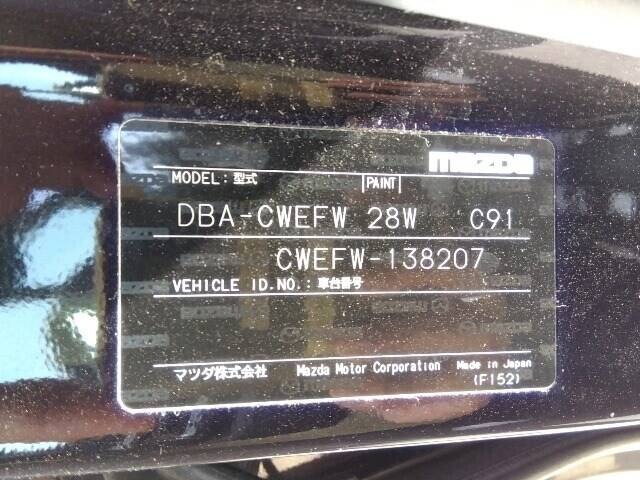 mazda
MODEL:型式 PAINT
DBA-CWEFW 28W C91
CWEFW-138207
VEHICLE ID.NO.:車台番号
マツダ株式会社 Mazda Motor Corporation Made in Japan
(F152)